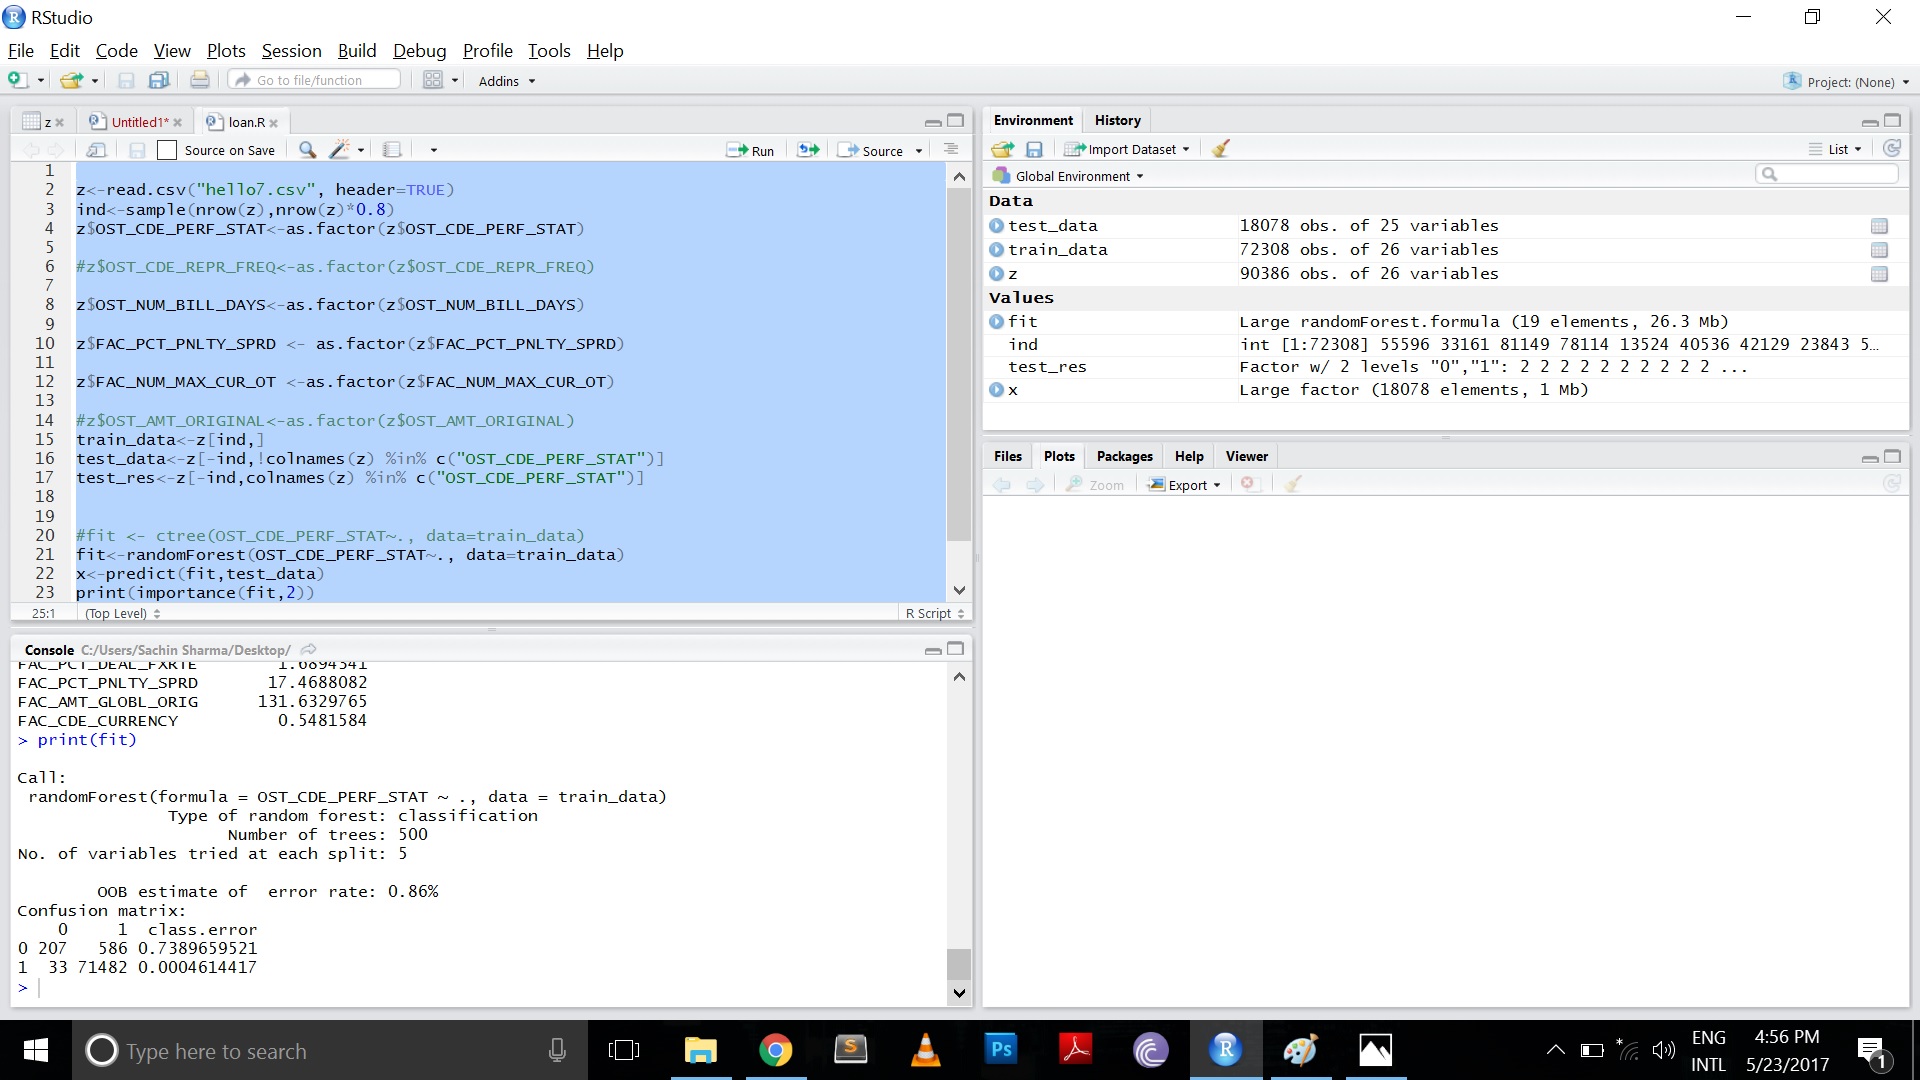 RStudio
File Edit Code View Plots Session Build Debug Profile Tools Help
Go to file/function Addins Project: (None)
z Untitled1* loan.R
Source on Save Run Source
1
2 z<-read.csv("hello7.csv", header=TRUE)
3 ind<-sample(nrow(z),nrow(z)*0.8)
4 z$OST_CDE_PERF_STAT<-as.factor(z$OST_CDE_PERF_STAT)
5
6 #z$OST_CDE_REPR_FREQ<-as.factor(z$OST_CDE_REPR_FREQ)
7
8 z$OST_NUM_BILL_DAYS<-as.factor(z$OST_NUM_BILL_DAYS)
9
10 z$FAC_PCT_PNLTY_SPRD <- as.factor(z$FAC_PCT_PNLTY_SPRD)
11
12 z$FAC_NUM_MAX_CUR_OT <-as.factor(z$FAC_NUM_MAX_CUR_OT)
13
14 #z$OST_AMT_ORIGINAL<-as.factor(z$OST_AMT_ORIGINAL)
15 train_data<-z[ind,]
16 test_data<-z[-ind,!colnames(z) %in% c("OST_CDE_PERF_STAT")]
17 test_res<-z[-ind,colnames(z) %in% c("OST_CDE_PERF_STAT")]
18
19
20 #fit <- ctree(OST_CDE_PERF_STAT~., data=train_data)
21 fit<-randomForest(OST_CDE_PERF_STAT~., data=train_data)
22 x<-predict(fit,test_data)
23 print(importance(fit,2))
25:1 (Top Level) R Script
Console C:/Users/Sachin Sharma/Desktop/
FAC_PCT_DEAL_FXRTE 1.6894341
FAC_PCT_PNLTY_SPRD 17.4688082
FAC_AMT_GLOBL_ORIG 131.6329765
FAC_CDE_CURRENCY 0.5481584
> print(fit)
Call:
randomForest(formula = OST_CDE_PERF_STAT ~ ., data = train_data)
Type of random forest: classification
Number of trees: 500
No. of variables tried at each split: 5
OOB estimate of error rate: 0.86%
Confusion matrix:
0 1 class.error
0 207 586 0.7389659521
1 33 71482 0.0004614417
>
Environment History
Import Dataset List
Global Environment
Data
test_data 18078 obs. of 25 variables
train_data 72308 obs. of 26 variables
z 90386 obs. of 26 variables
Values
fit Large randomForest.formula (19 elements, 26.3 Mb)
ind int [1:72308] 55596 33161 81149 78114 13524 40536 42129 23843 5...
test_res Factor w/ 2 levels "0","1": 2 2 2 2 2 2 2 2 2 2 ...
x Large factor (18078 elements, 1 Mb)
Files Plots Packages Help Viewer
Zoom Export
Type here to search
Ps
R
ENG
INTL
4:56 PM
5/23/2017
1